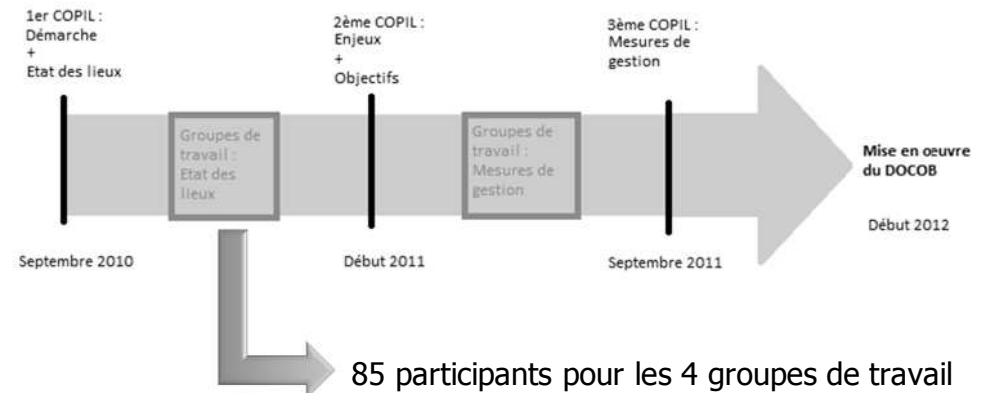 1er COPIL :
Démarche
+
Etat des lieux
2ème COPIL :
Enjeux
+
Objectifs
3ème COPIL :
Mesures de
gestion
Groupes de
travail :
Etat des
lieux
Groupes de
travail :
Mesures de
gestion
Mise en œuvre
du DOCOB
Début 2012
Septembre 2010
Début 2011
Septembre 2011
85 participants pour les 4 groupes de travail